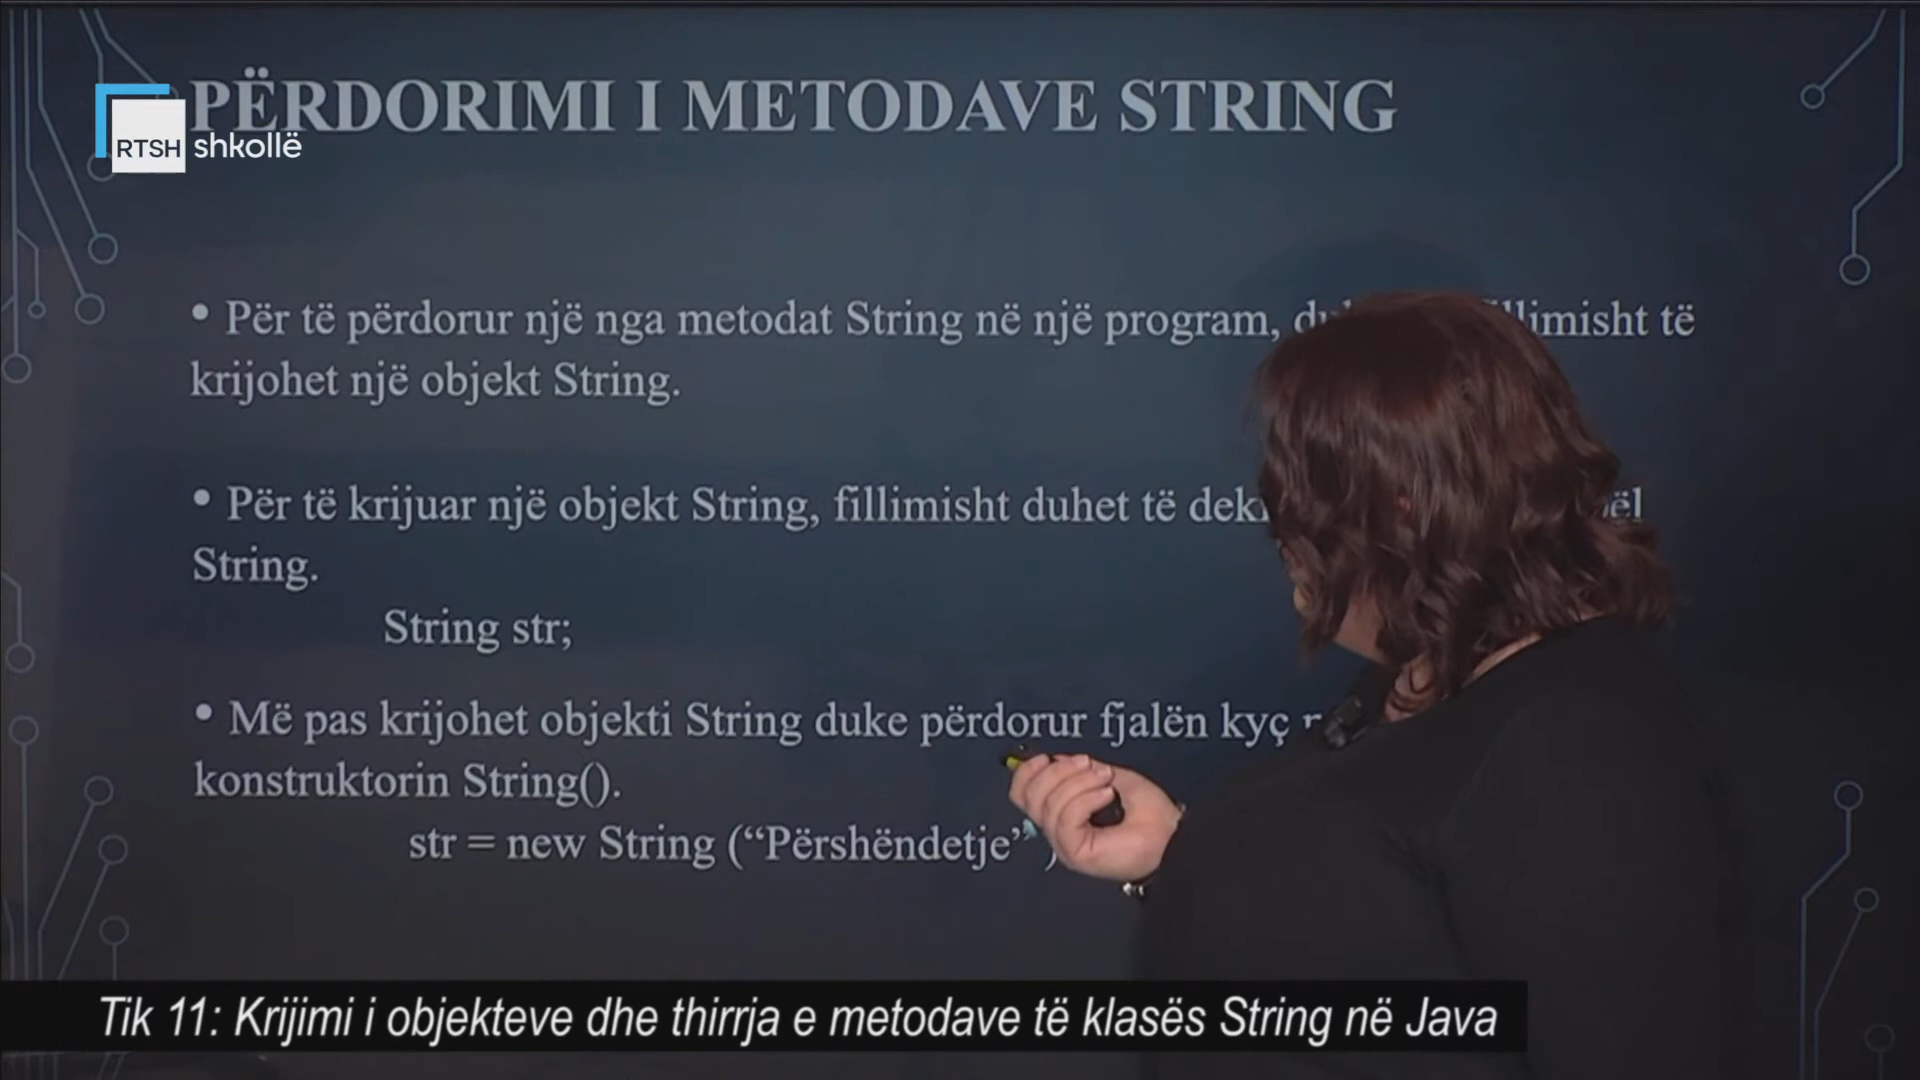 PËRDORIMI I METODAVE STRING
RTSH shkollë
• Për të përdorur një nga metodat String në një program, të
krijohet një objekt String.
• Për të krijuar një objekt String, fillimisht duhet të
String.
String str;
• Më pas krijohet objekti String duke përdorur fjalën kyç
konstruktorin String().
str = new String (“Përshëndetje” )
Tik 11: Krijimi i objekteve dhe thirrja e metodave të klasës String në Java